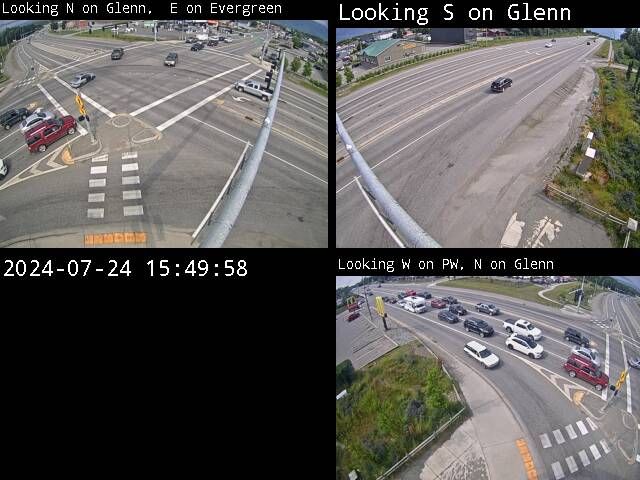 Looking N on Glenn,  E on Evergreen
Looking S on Glenn
2024-07-24 15:49:58
Looking W on PW, N on Glenn